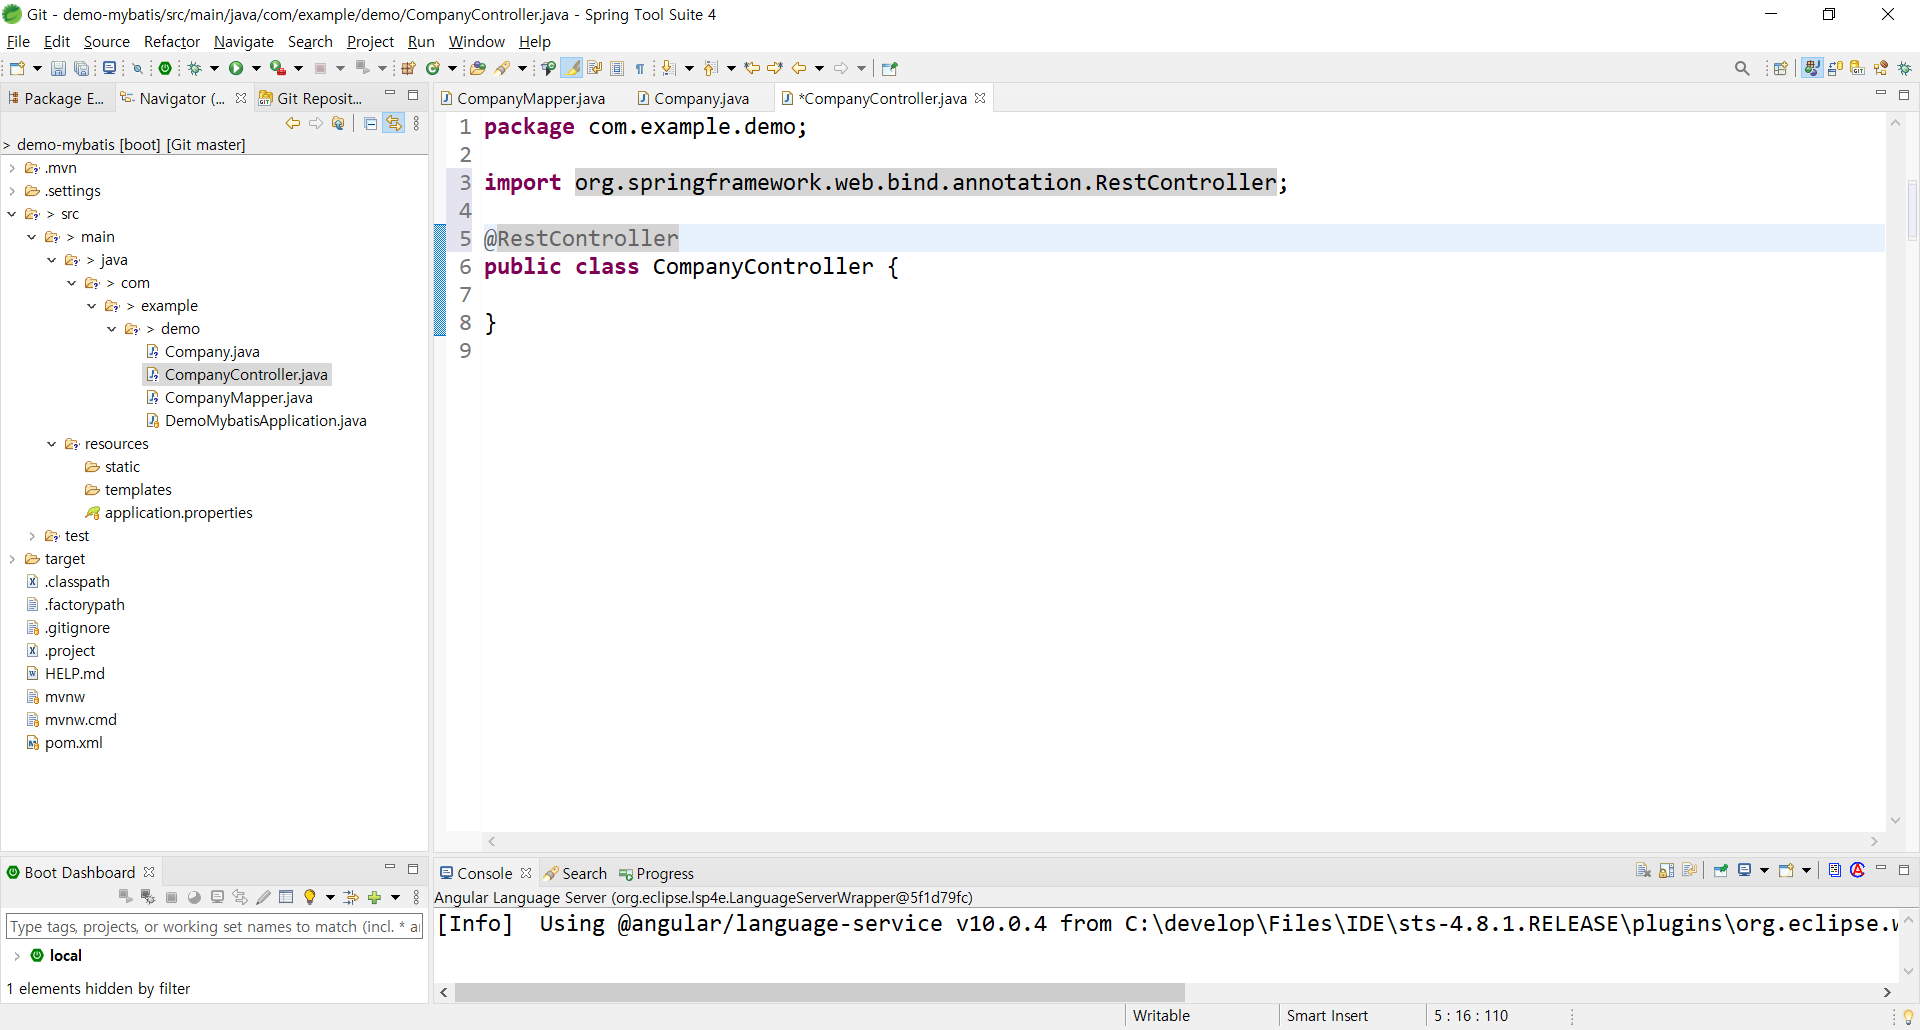 Git - demo-mybatis/src/main/java/com/example/demo/CompanyController.java - Spring Tool Suite 4
File Edit Source Refactor Navigate Search Project Run Window Help
Package E... Navigator (... Git Reposit...
> demo-mybatis [boot] [Git master]
.mvn
.settings
> src
> main
> java
> com
> example
> demo
Company.java
CompanyController.java
CompanyMapper.java
DemoMybatisApplication.java
resources
static
templates
application.properties
test
target
.classpath
.factorypath
.gitignore
.project
HELP.md
mvnw
mvnw.cmd
pom.xml
CompanyMapper.java Company.java *CompanyController.java
1 package com.example.demo;
2
3 import org.springframework.web.bind.annotation.RestController;
4
5 @RestController
6 public class CompanyController {
7
8 }
9
Boot Dashboard
Type tags, projects, or working set names to match (incl. *
local
1 elements hidden by filter
Console Search Progress
Angular Language Server (org.eclipse.lsp4e.LanguageServerWrapper@5f1d79fc)
[Info]  Using @angular/language-service v10.0.4 from C:\develop\Files\IDE\sts-4.8.1.RELEASE\plugins\org.eclipse.w
Writable Smart Insert 5 : 16 : 110